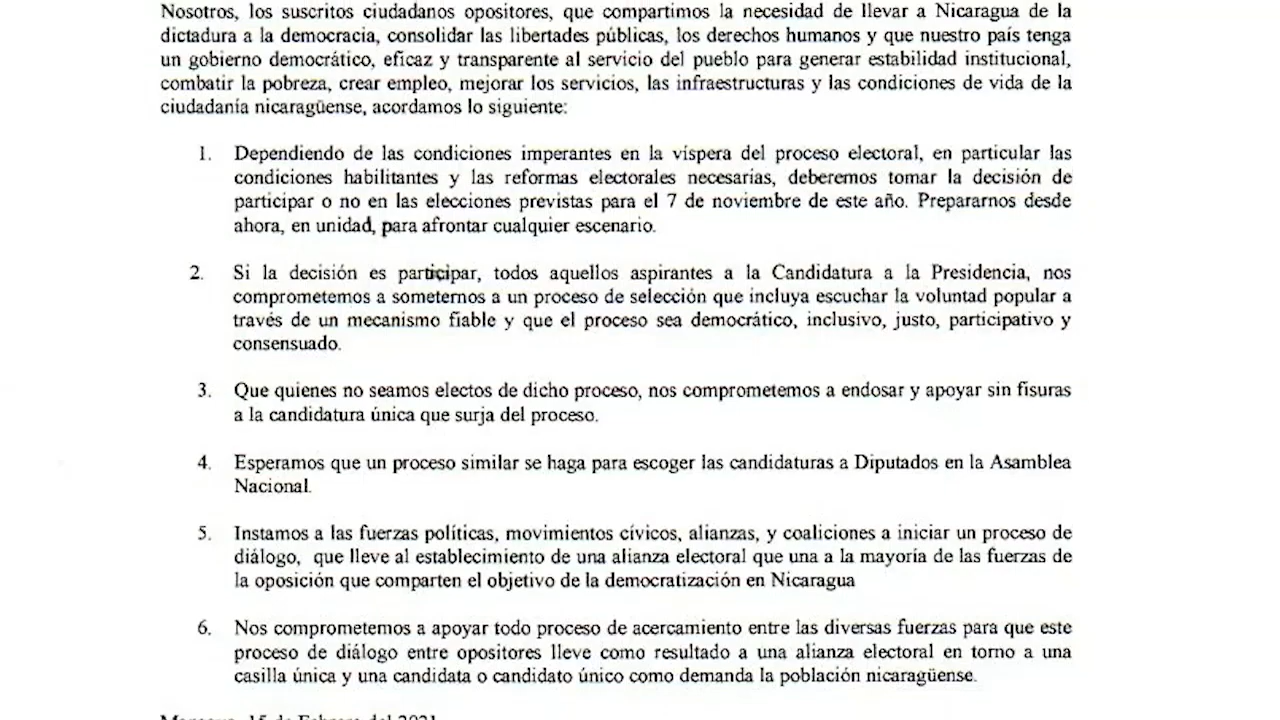 Nosotros, los suscritos ciudadanos opositores, que compartimos la necesidad de llevar a Nicaragua de la
dictadura a la democracia, consolidar las libertades públicas, los derechos humanos y que nuestro país tenga
un gobierno democrático, eficaz y transparente al servicio del pueblo para generar estabilidad institucional,
combatir la pobreza, crear empleo, mejorar los servicios, las infraestructuras y las condiciones de vida de la
ciudadanía nicaragüense, acordamos lo siguiente:
1. Dependiendo de las condiciones imperantes en la víspera del proceso electoral, en particular las
condiciones habilitantes y las reformas electorales necesarias, deberemos tomar la decisión de
participar o no en las elecciones previstas para el 7 de noviembre de este año. Prepararnos desde
ahora, en unidad, para afrontar cualquier escenario.
2. Si la decisión es participar, todos aquellos aspirantes a la Candidatura a la Presidencia, nos
comprometemos a someternos a un proceso de selección que incluya escuchar la voluntad popular a
través de un mecanismo fiable y que el proceso sea democrático, inclusivo, justo, participativo y
consensuado.
3. Que quienes no seamos electos de dicho proceso, nos comprometemos a endosar y apoyar sin fisuras
a la candidatura única que surja del proceso.
4. Esperamos que un proceso similar se haga para escoger las candidaturas a Diputados en la Asamblea
Nacional.
5. Instamos a las fuerzas políticas, movimientos cívicos, alianzas, y coaliciones a iniciar un proceso de
diálogo, que lleve al establecimiento de una alianza electoral que una a la mayoría de las fuerzas de
la oposición que comparten el objetivo de la democratización en Nicaragua
6. Nos comprometemos a apoyar todo proceso de acercamiento entre las diversas fuerzas para que este
proceso de diálogo entre opositores lleve como resultado a una alianza electoral en torno a una
casilla única y una candidata o candidato único como demanda la población nicaragüense.
Managua, 15 de Febrero del 2021